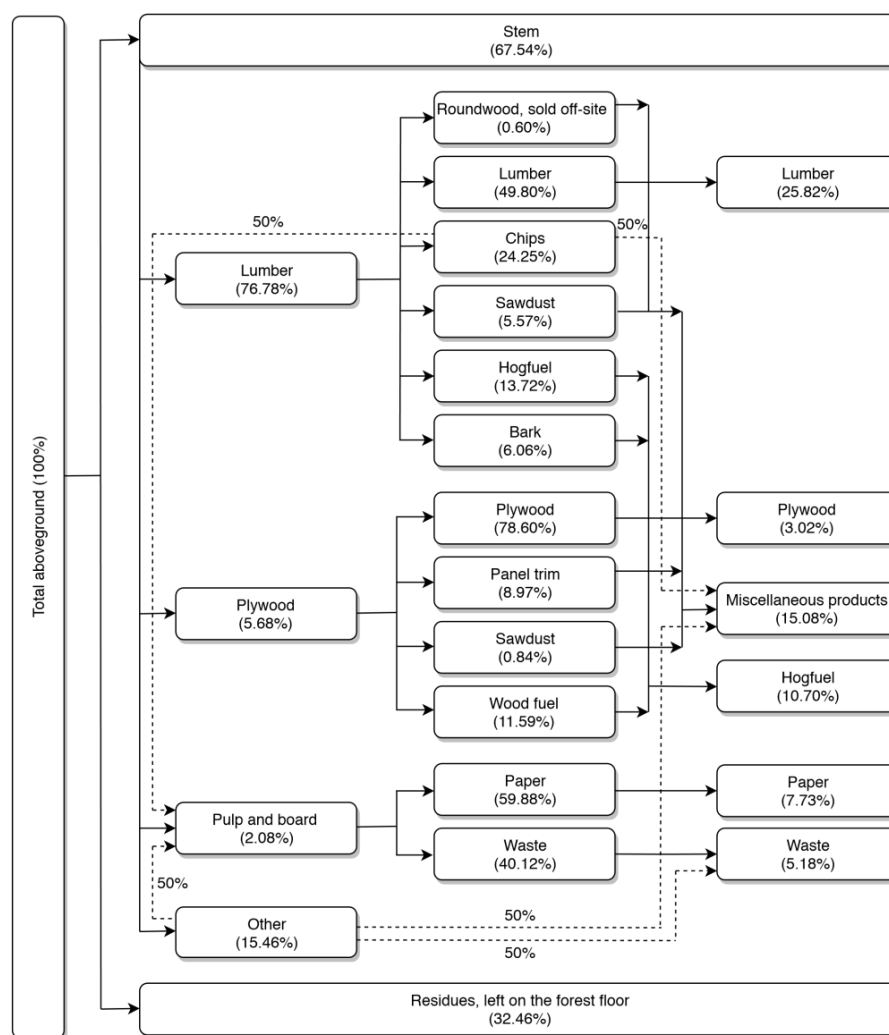 Total aboveground (100%)
Stem
(67.54%)
Roundwood, sold off-site
(0.60%)
Lumber
(49.80%)
Lumber
(25.82%)
50%
Chips
(24.25%)
50%
Lumber
(76.78%)
Sawdust
(5.57%)
Hogfuel
(13.72%)
Bark
(6.06%)
Plywood
(78.60%)
Plywood
(3.02%)
Panel trim
(8.97%)
Plywood
(5.68%)
Miscellaneous products
(15.08%)
Sawdust
(0.84%)
Hogfuel
(10.70%)
Wood fuel
(11.59%)
Paper
(59.88%)
Paper
(7.73%)
Pulp and board
(2.08%)
Waste
(40.12%)
Waste
(5.18%)
50%
Other
(15.46%)
50%
50%
Residues, left on the forest floor
(32.46%)